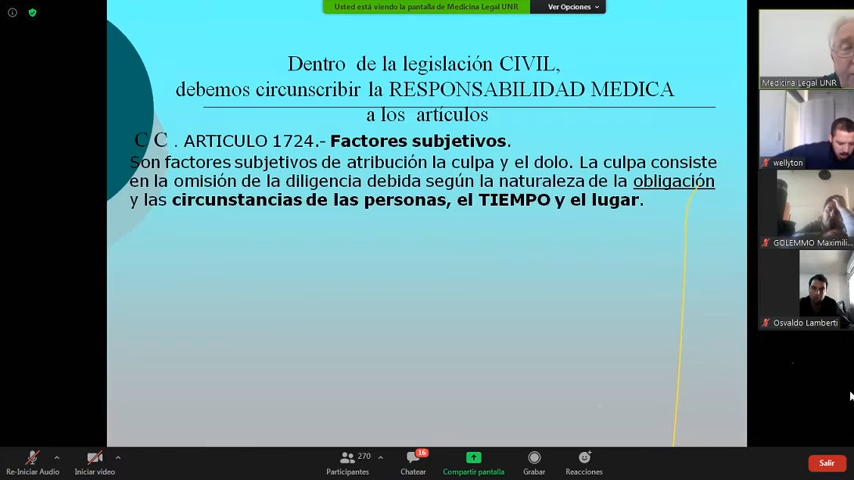 Usted está viendo la pantalla de Medicina Legal UNR
Ver Opciones
Dentro de la legislación CIVIL,
debemos circunscribir la RESPONSABILIDAD MEDICA
a los artículos
C C . ARTICULO 1724.- Factores subjetivos.
Son factores subjetivos de atribución la culpa y el dolo. La culpa consiste
en la omisión de la diligencia debida según la naturaleza de la obligación
y las circunstancias de las personas, el TIEMPO y el lugar.
Medicina Legal UNR
wellyton
GOLEMMO Maximili...
Osvaldo Lamberti
Re-Iniciar Audio
Iniciar video
270
Participantes
16
Chatear
Compartir pantalla
Grabar
Reacciones
Salir